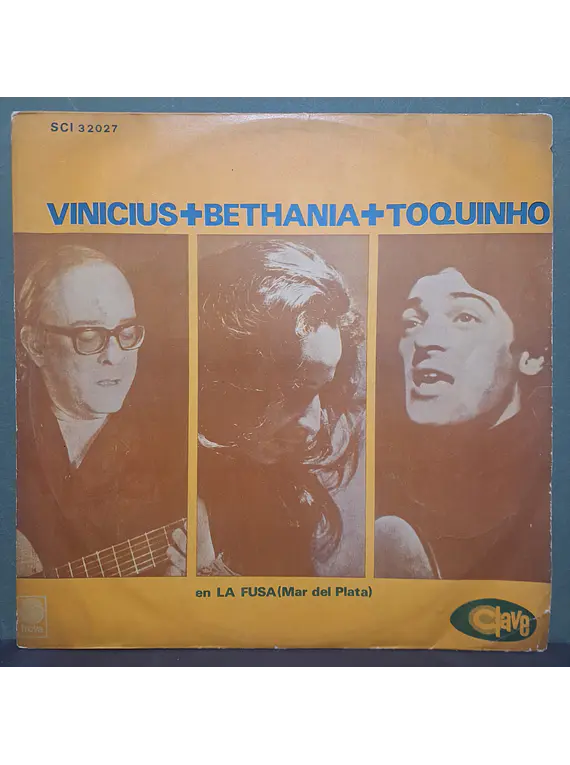 SCI 32027
VINICIUS+BETHANIA+TOQUINHO
en LA FUSA(Mar del Plata)
Clave